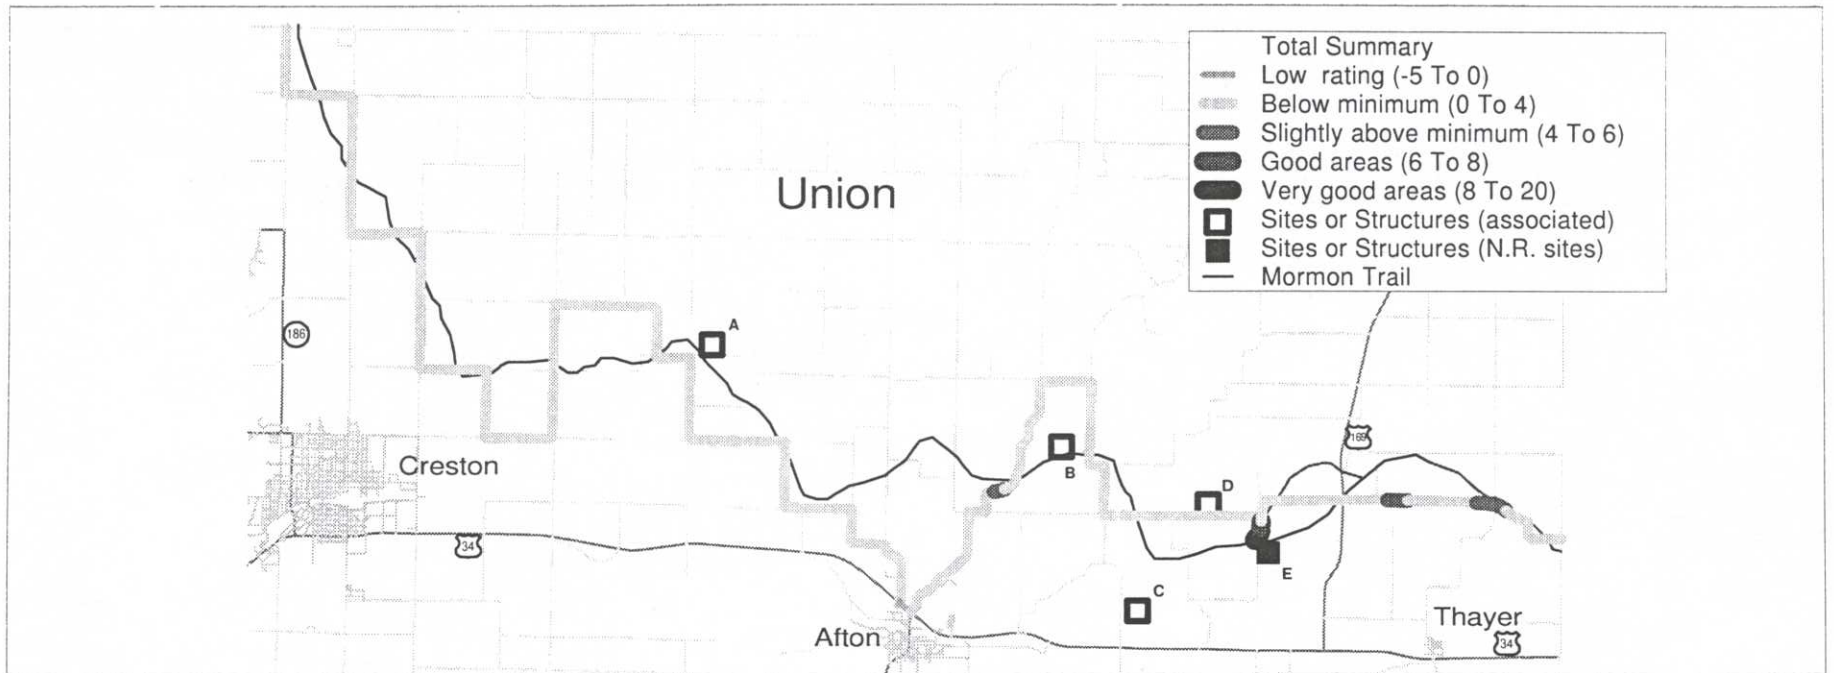 Total Summary
Low rating (-5 To 0)
Below minimum (0 To 4)
Slightly above minimum (4 To 6)
Good areas (6 To 8)
Very good areas (8 To 20)
Sites or Structures (associated)
Sites or Structures (N.R. sites)
Mormon Trail
Union
186
A
169
Creston
B
D
34
E
C
Afton
Thayer
34